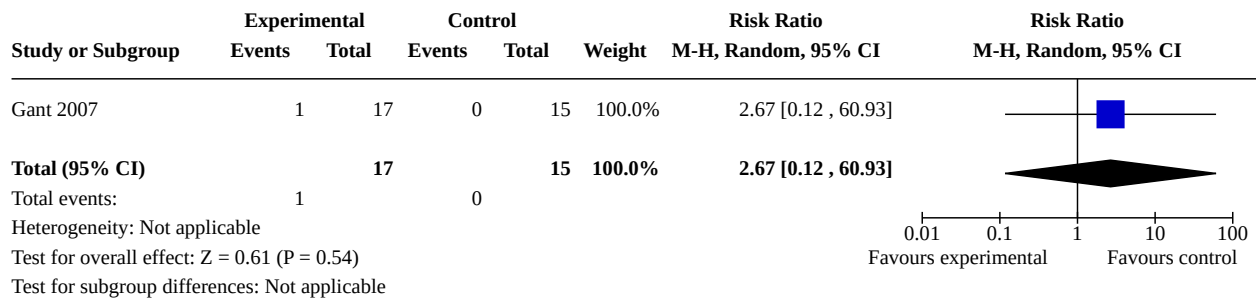 Experimental Control Risk Ratio Risk Ratio
Study or Subgroup Events Total Events Total Weight M-H, Random, 95% CI M-H, Random, 95% CI
Gant 2007 1 17 0 15 100.0% 2.67 [0.12 , 60.93]
Total (95% CI) 17 15 100.0% 2.67 [0.12 , 60.93]
Total events: 1 0
Heterogeneity: Not applicable
0.01 0.1 1 10 100
Test for overall effect: Z = 0.61 (P = 0.54)
Favours experimental Favours control
Test for subgroup differences: Not applicable